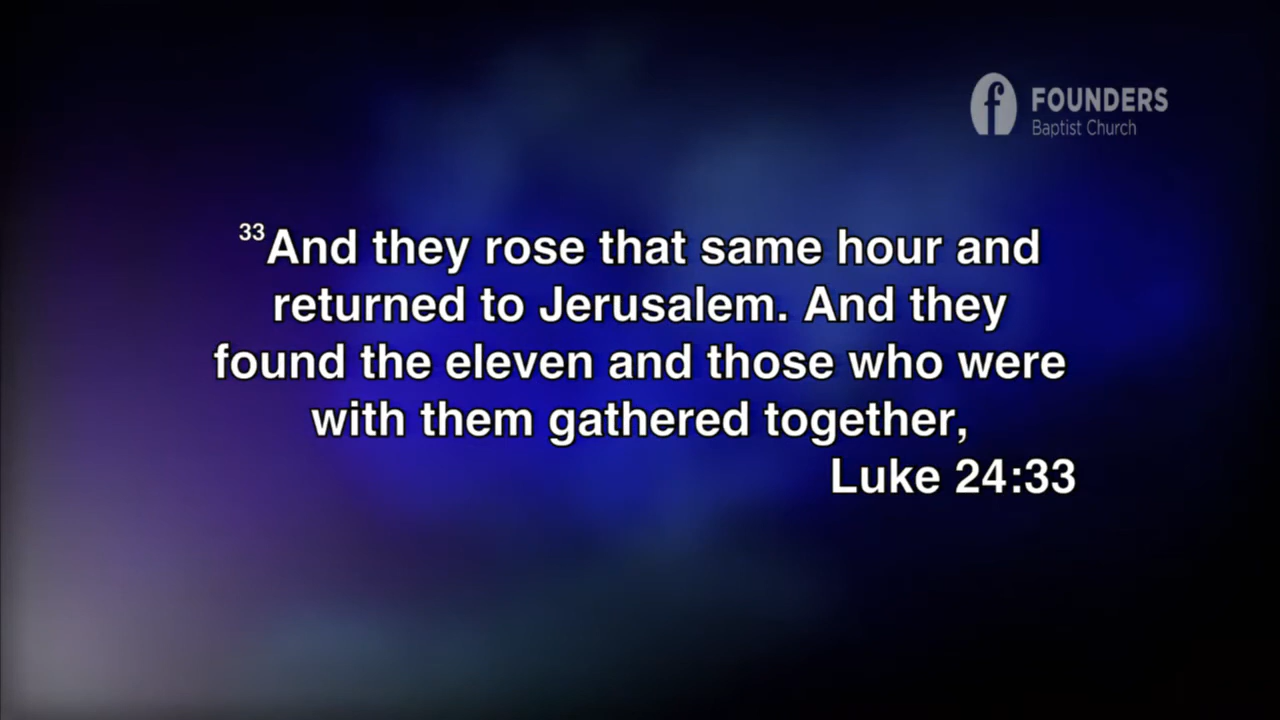 FOUNDERS
Baptist Church
33And they rose that same hour and
returned to Jerusalem. And they
found the eleven and those who were
with them gathered together,
Luke 24:33